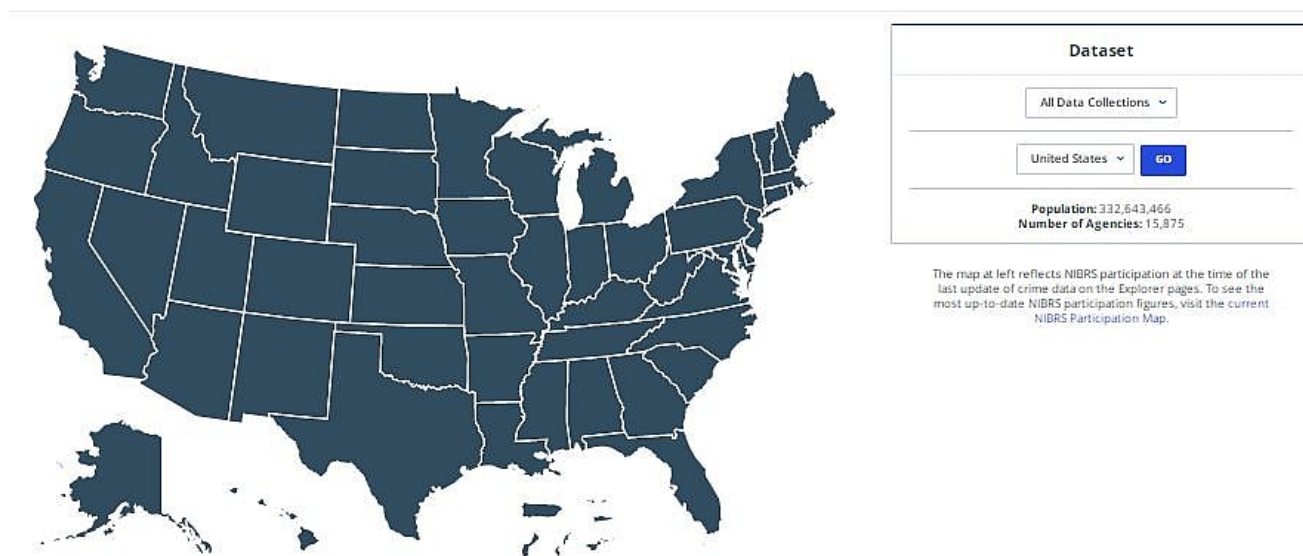 Dataset
All Data Collections
United States
GO
Population: 332,643,466
Number of Agencies: 15,875
The map at left reflects NIBRS participation at the time of the
last update of crime data on the Explorer pages. To see the
most up-to-date NIBRS participation figures, visit the current
NIBRS Participation Map.